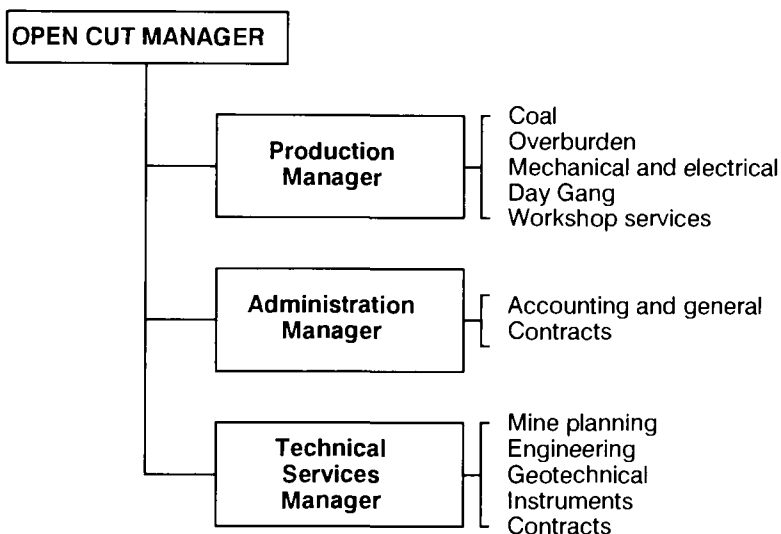 OPEN CUT MANAGER
Production
Manager
Coal
Overburden
Mechanical and electrical
Day Gang
Workshop services
Administration
Manager
Accounting and general
Contracts
Technical
Services
Manager
Mine planning
Engineering
Geotechnical
Instruments
Contracts